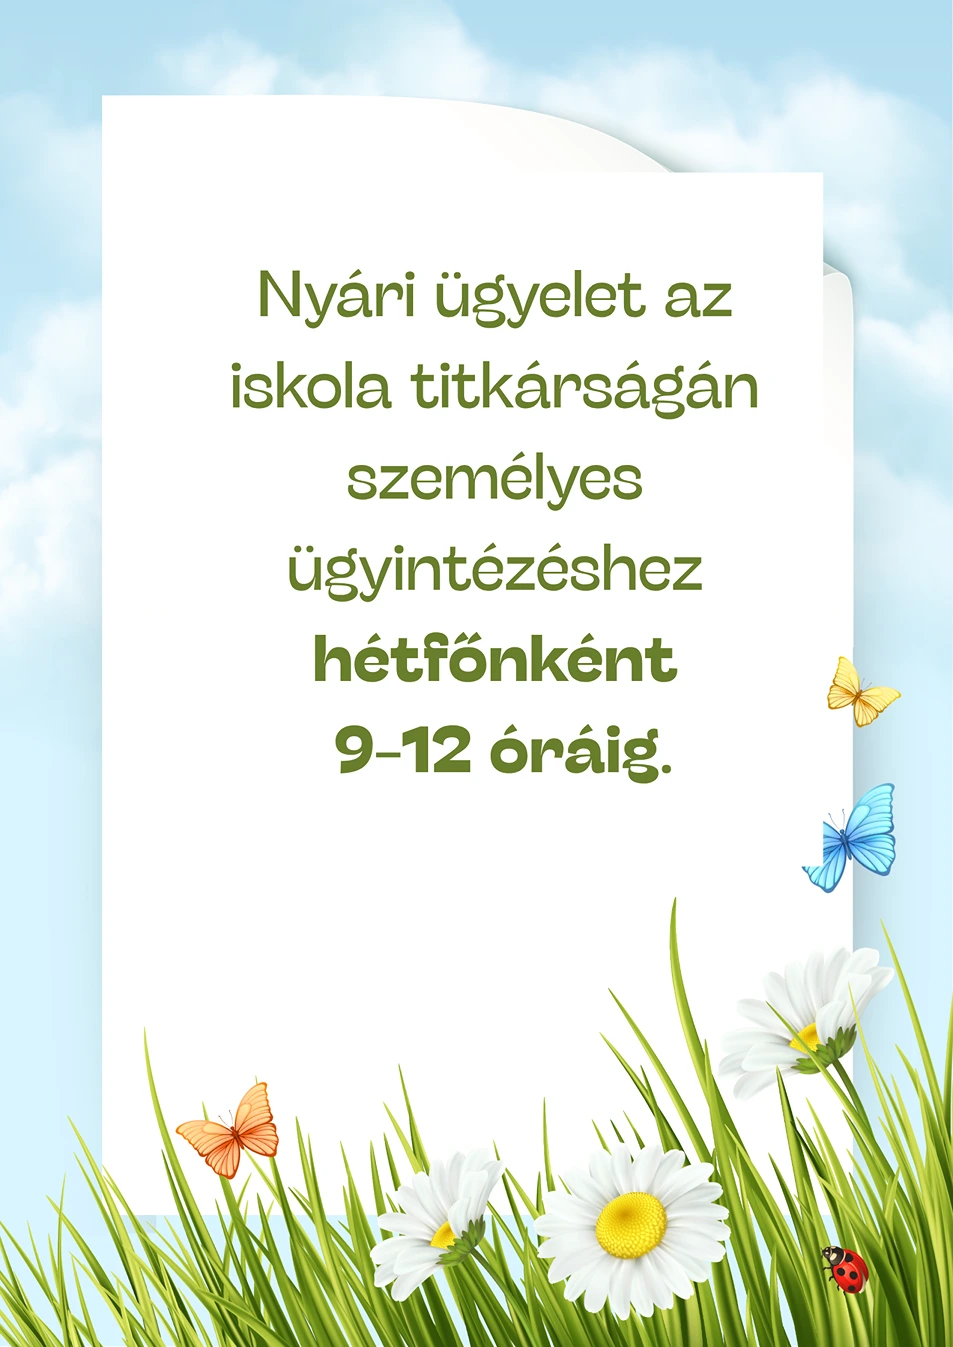 Nyári ügyelet az
iskola titkárságán
személyes
ügyintézéshez
hétfőnként
9-12 óráig.